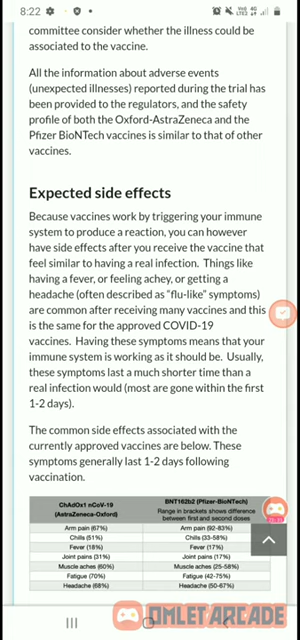 8:22
committee consider whether the illness could be
associated to the vaccine.
All the information about adverse events
(unexpected illnesses) reported during the trial has
been provided to the regulators, and the safety
profile of both the Oxford-AstraZeneca and the
Pfizer BioNTech vaccines is similar to that of other
vaccines.
Expected side effects
Because vaccines work by triggering your immune
system to produce a reaction, you can however
have side effects after you receive the vaccine that
feel similar to having a real infection. Things like
having a fever, or feeling achey, or getting a
headache (often described as "flu-like" symptoms)
are common after receiving many vaccines and this
is the same for the approved COVID-19
vaccines. Having these symptoms means that your
immune system is working as it should be. Usually,
these symptoms last a much shorter time than a
real infection would (most are gone within the first
1-2 days).
The common side effects associated with the
currently approved vaccines are below. These
symptoms generally last 1-2 days following
vaccination.
ChAdOx1 nCoV-19
(AstraZeneca-Oxford)
BNT162b2 (Pfizer-BioNTech)
Range in brackets shows difference
between first and second doses
Arm pain (67%) Arm pain (92-83%)
Chills (51%) Chills (33-58%)
Fever (18%) Fever (17%)
Joint pains (31%) Joint pains (17%)
Muscle aches (60%) Muscle aches (25-58%)
Fatigue (70%) Fatigue (42-75%)
Headache (68%) Headache (50-67%)
OMLET ARCADE